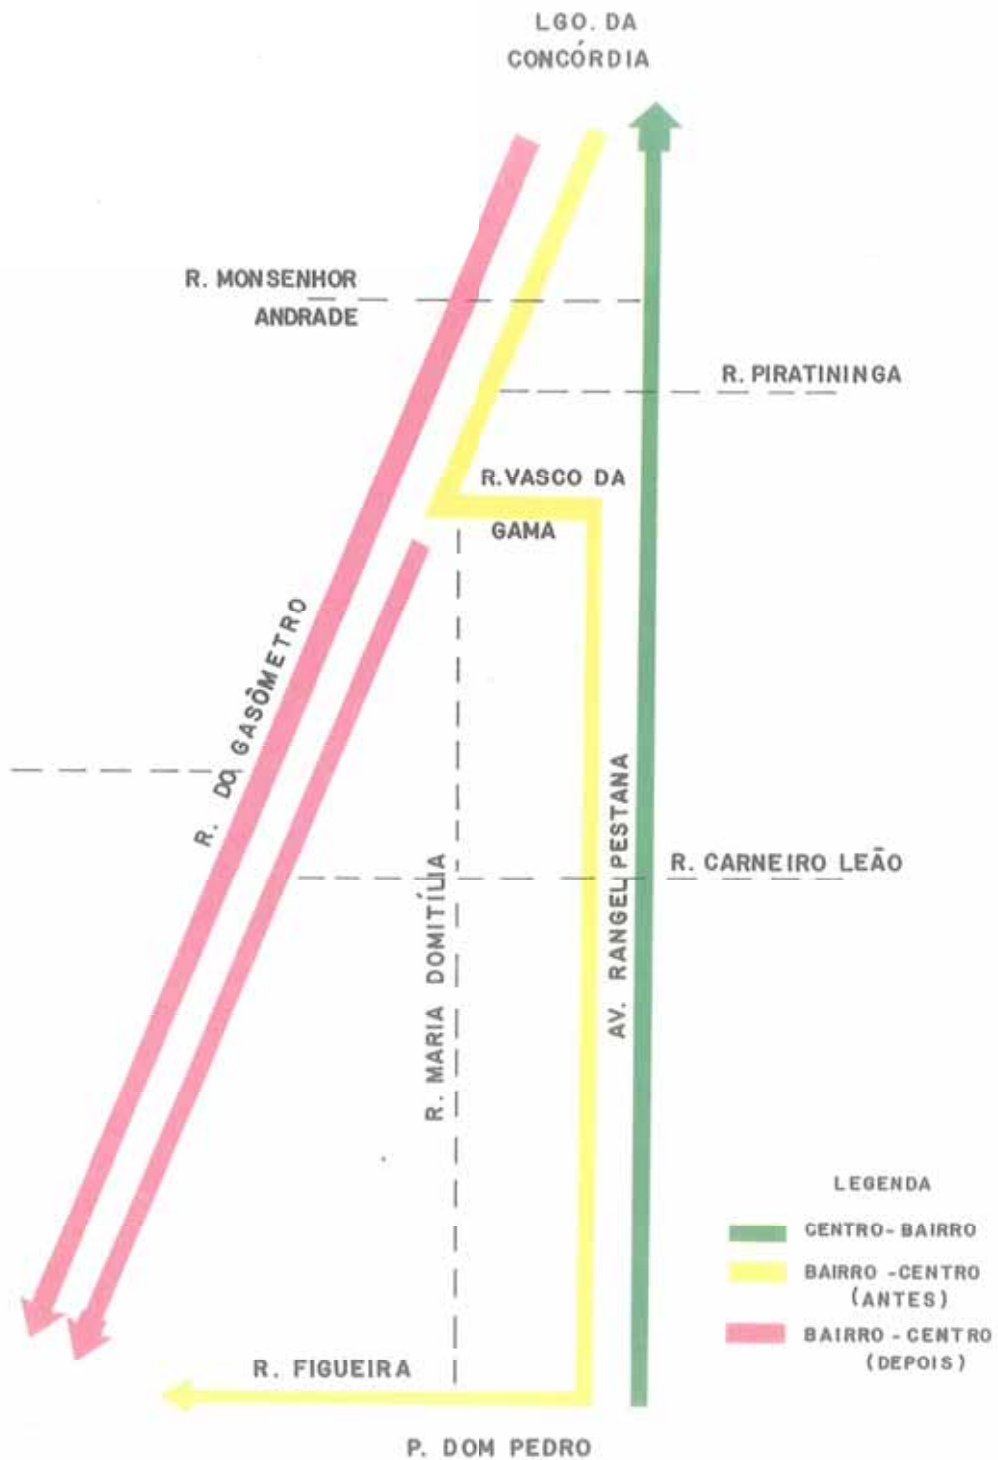 LGO. DA
CONCÓRDIA
R. MONSENHOR
ANDRADE
R. PIRATININGA
R. VASCO DA
GAMA
R. DO GASÔMETRO
AV. RANGEL PESTANA
R. CARNEIRO LEÃO
R. MARIA DOMITÍLIA
LEGENDA
CENTRO - BAIRRO
BAIRRO - CENTRO
(ANTES)
BAIRRO - CENTRO
(DEPOIS)
R. FIGUEIRA
P. DOM PEDRO